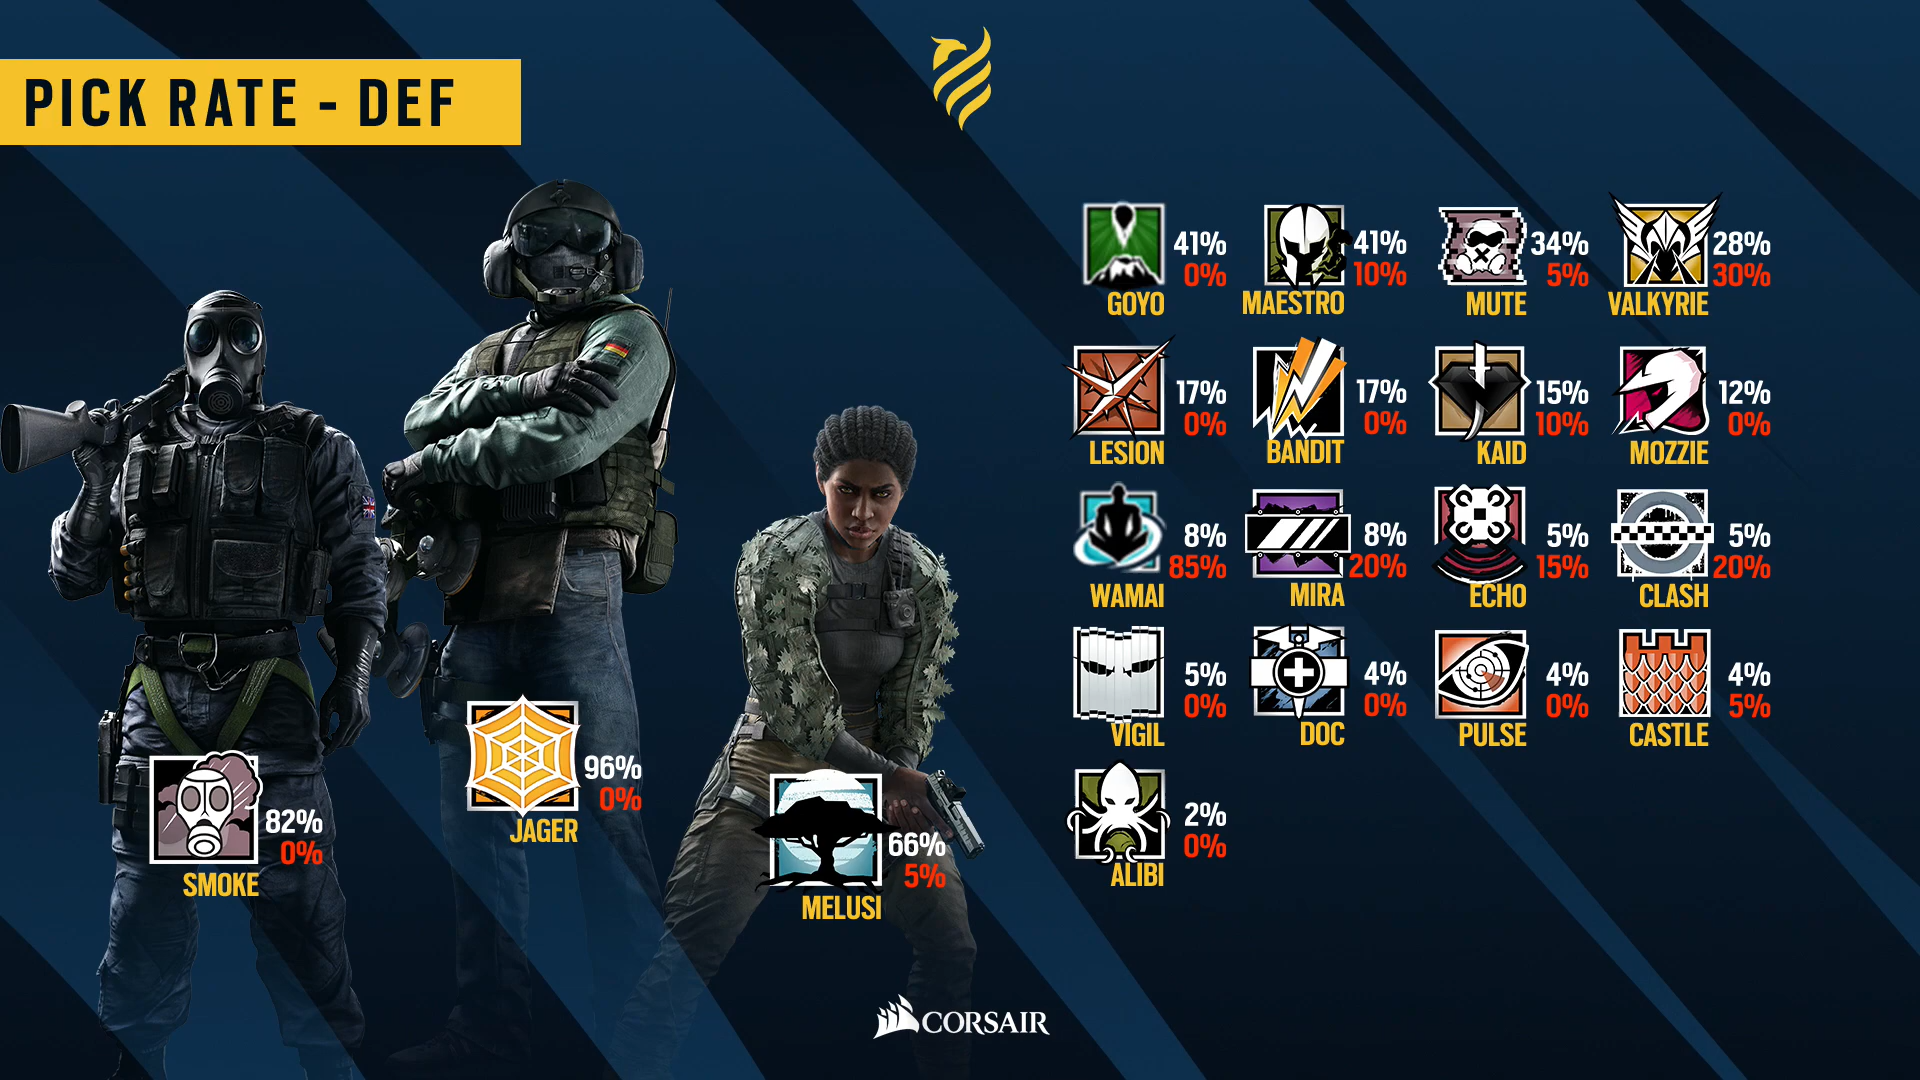 PICK RATE - DEF
82%
0%
SMOKE
96%
0%
JAGER
66%
5%
MELUSI
41%
0%
GOYO
41%
10%
MAESTRO
34%
5%
MUTE
28%
30%
VALKYRIE
17%
0%
LESION
17%
0%
BANDIT
15%
10%
KAID
12%
0%
MOZZIE
8%
85%
WAMAI
8%
20%
MIRA
5%
15%
ECHO
5%
20%
CLASH
5%
0%
VIGIL
4%
0%
DOC
4%
0%
PULSE
4%
5%
CASTLE
2%
0%
ALIBI
CORSAIR